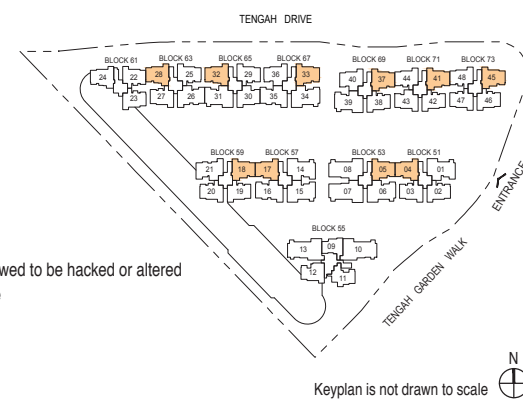 TENGAH DRIVE
BLOCK 61 BLOCK 63 BLOCK 65 BLOCK 67 BLOCK 69 BLOCK 71 BLOCK 73
24 22 28 25 32 29 36 33 40 37 44 41 48 45
23 27 26 31 30 35 34 39 38 43 42 47 46
BLOCK 59 BLOCK 57 BLOCK 53 BLOCK 51
21 18 17 14 08 05 04 01
20 19 16 15 07 06 03 02
ENTRANCE
BLOCK 55
13 09 10
12 11
TENGAH GARDEN WALK
wed to be hacked or altered
Keyplan is not drawn to scale
N